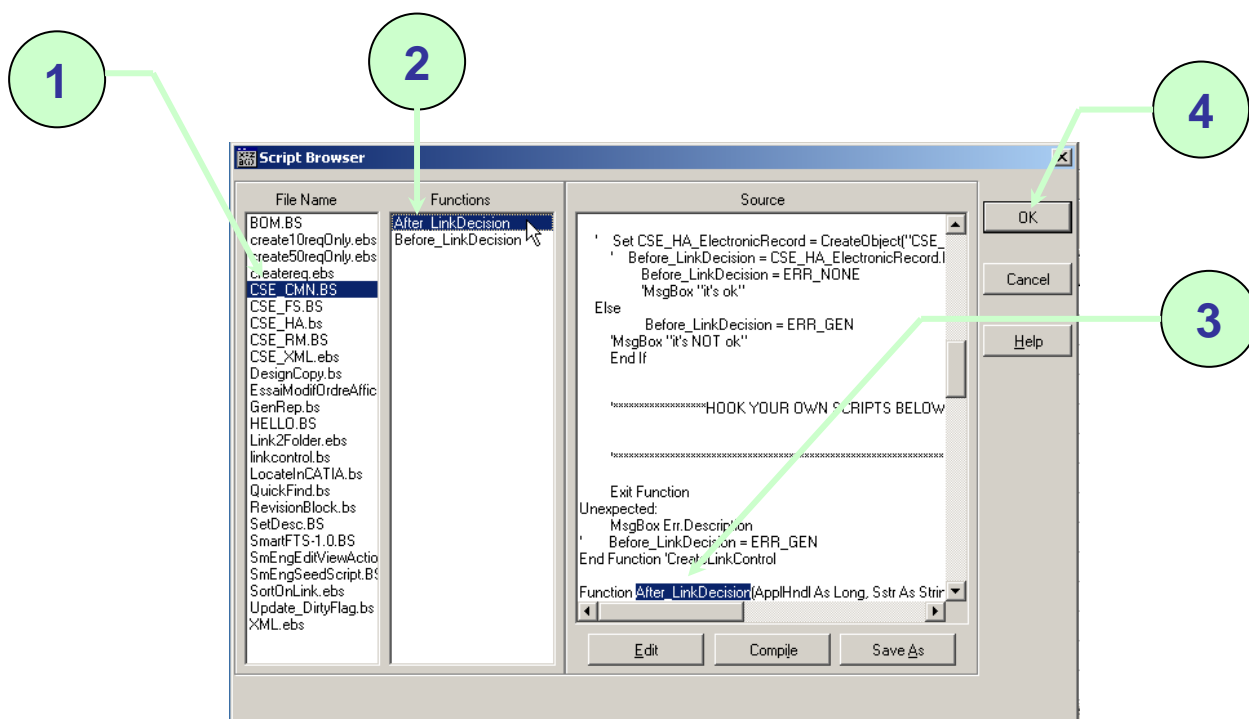 1
2
4
3
Script Browser
File Name
BOM.BS
create10reqOnly.ebs
create50reqOnly.ebs
createreq.ebs
CSE_CMN.BS
CSE_FS.BS
CSE_HA.bs
CSE_RM.BS
CSE_XML.ebs
DesignCopy.bs
EssaiModifOrdreAffic
GenRep.bs
HELLO.BS
Link2Folder.ebs
linkcontrol.bs
LocateInCATIA.bs
QuickFind.bs
RevisionBlock.bs
SetDesc.BS
SmartFTS-1.0.BS
SmEngEditViewActio
SmEngSeedScript.BS
SortOnLink.ebs
Update_DirtyFlag.bs
XML.ebs
Functions
After_LinkDecision
Before_LinkDecision
Source
' Set CSE_HA_ElectronicRecord = CreateObject("CSE_
' Before_LinkDecision = CSE_HA_ElectronicRecord.
Before_LinkDecision = ERR_NONE
'MsgBox "it's ok"
Else
Before_LinkDecision = ERR_GEN
'MsgBox "it's NOT ok"
End If
'*****************HOOK YOUR OWN SCRIPTS BELOW
'*************************************************************
Exit Function
Unexpected:
MsgBox Err.Description
' Before_LinkDecision = ERR_GEN
End Function 'CreateLinkControl
Function After_LinkDecision(ApplHndl As Long, Sstr As Strin
Edit
Compile
Save As
OK
Cancel
Help